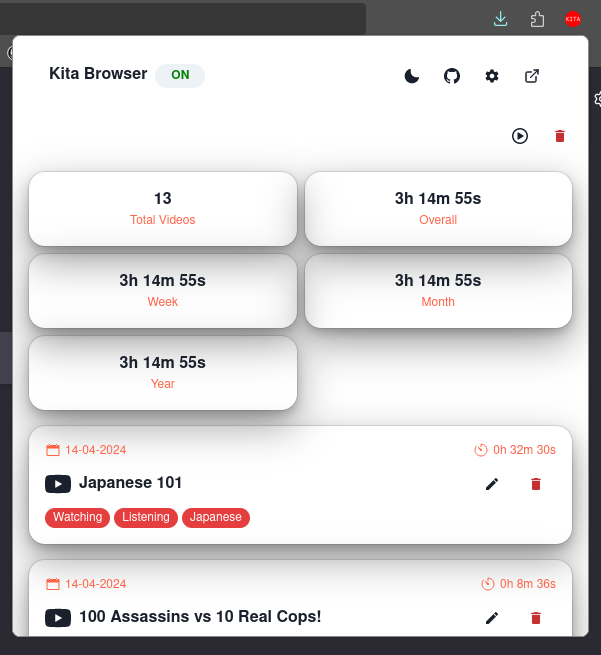 KITA
Kita Browser ON
13
Total Videos
3h 14m 55s
Overall
3h 14m 55s
Week
3h 14m 55s
Month
3h 14m 55s
Year
14-04-2024 0h 32m 30s
Japanese 101
Watching Listening Japanese
14-04-2024 0h 8m 36s
100 Assassins vs 10 Real Cops!